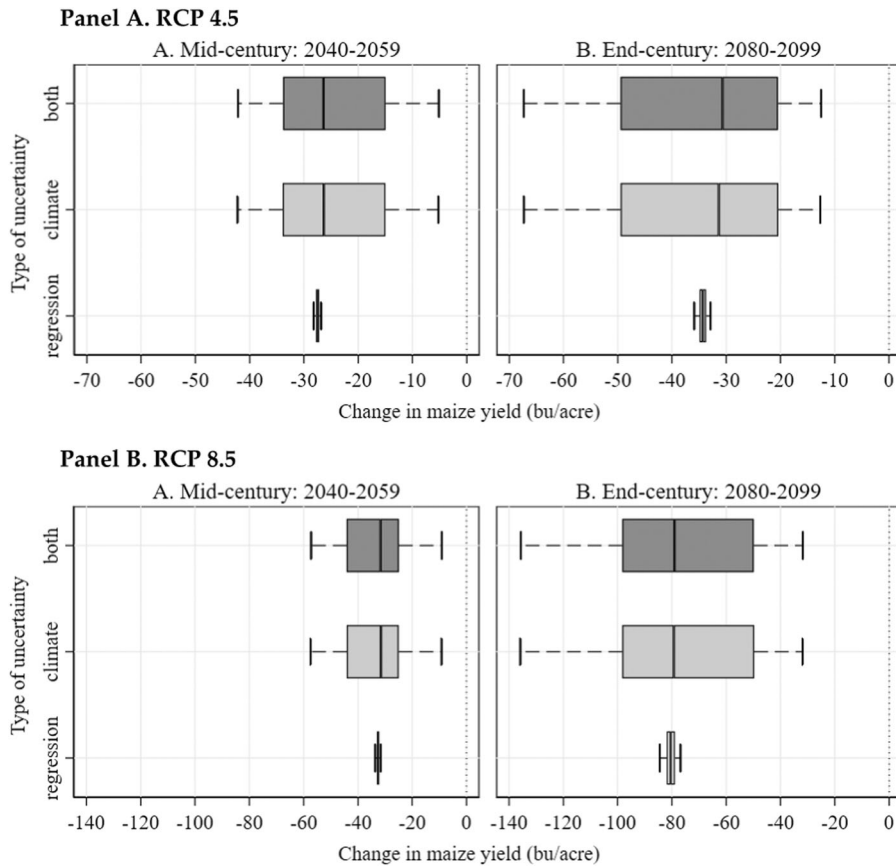 Panel A. RCP 4.5
A. Mid-century: 2040-2059
B. End-century: 2080-2099
Type of uncertainty
both
climate
regression
-70 -60 -50 -40 -30 -20 -10 0
-70 -60 -50 -40 -30 -20 -10 0
Change in maize yield (bu/acre)
Panel B. RCP 8.5
A. Mid-century: 2040-2059
B. End-century: 2080-2099
Type of uncertainty
both
climate
regression
-140 -120 -100 -80 -60 -40 -20 0
-140 -120 -100 -80 -60 -40 -20 0
Change in maize yield (bu/acre)